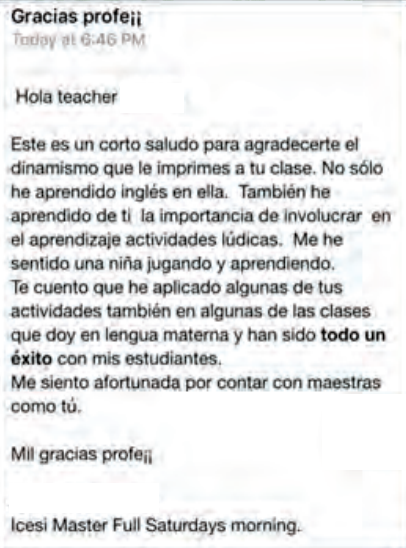 Gracias profe¡¡
Today at 6:46 PM
Hola teacher
Este es un corto saludo para agradecerte el
dinamismo que le imprimes a tu clase. No sólo
he aprendido inglés en ella. También he
aprendido de ti la importancia de involucrar en
el aprendizaje actividades lúdicas. Me he
sentido una niña jugando y aprendiendo.
Te cuento que he aplicado algunas de tus
actividades también en algunas de las clases
que doy en lengua materna y han sido todo un
éxito con mis estudiantes.
Me siento afortunada por contar con maestras
como tú.
Mil gracias profe¡¡
Icesi Master Full Saturdays morning.